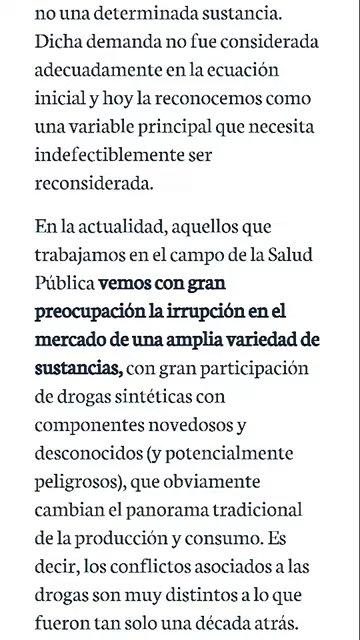 no una determinada sustancia.
Dicha demanda no fue considerada
adecuadamente en la ecuación
inicial y hoy la reconocemos como
una variable principal que necesita
indefectiblemente ser
reconsiderada.
En la actualidad, aquellos que
trabajamos en el campo de la Salud
Pública vemos con gran
preocupación la irrupción en el
mercado de una amplia variedad de
sustancias, con gran participación
de drogas sintéticas con
componentes novedosos y
desconocidos (y potencialmente
peligrosos), que obviamente
cambian el panorama tradicional
de la producción y consumo. Es
decir, los conflictos asociados a las
drogas son muy distintos a lo que
fueron tan solo una década atrás.